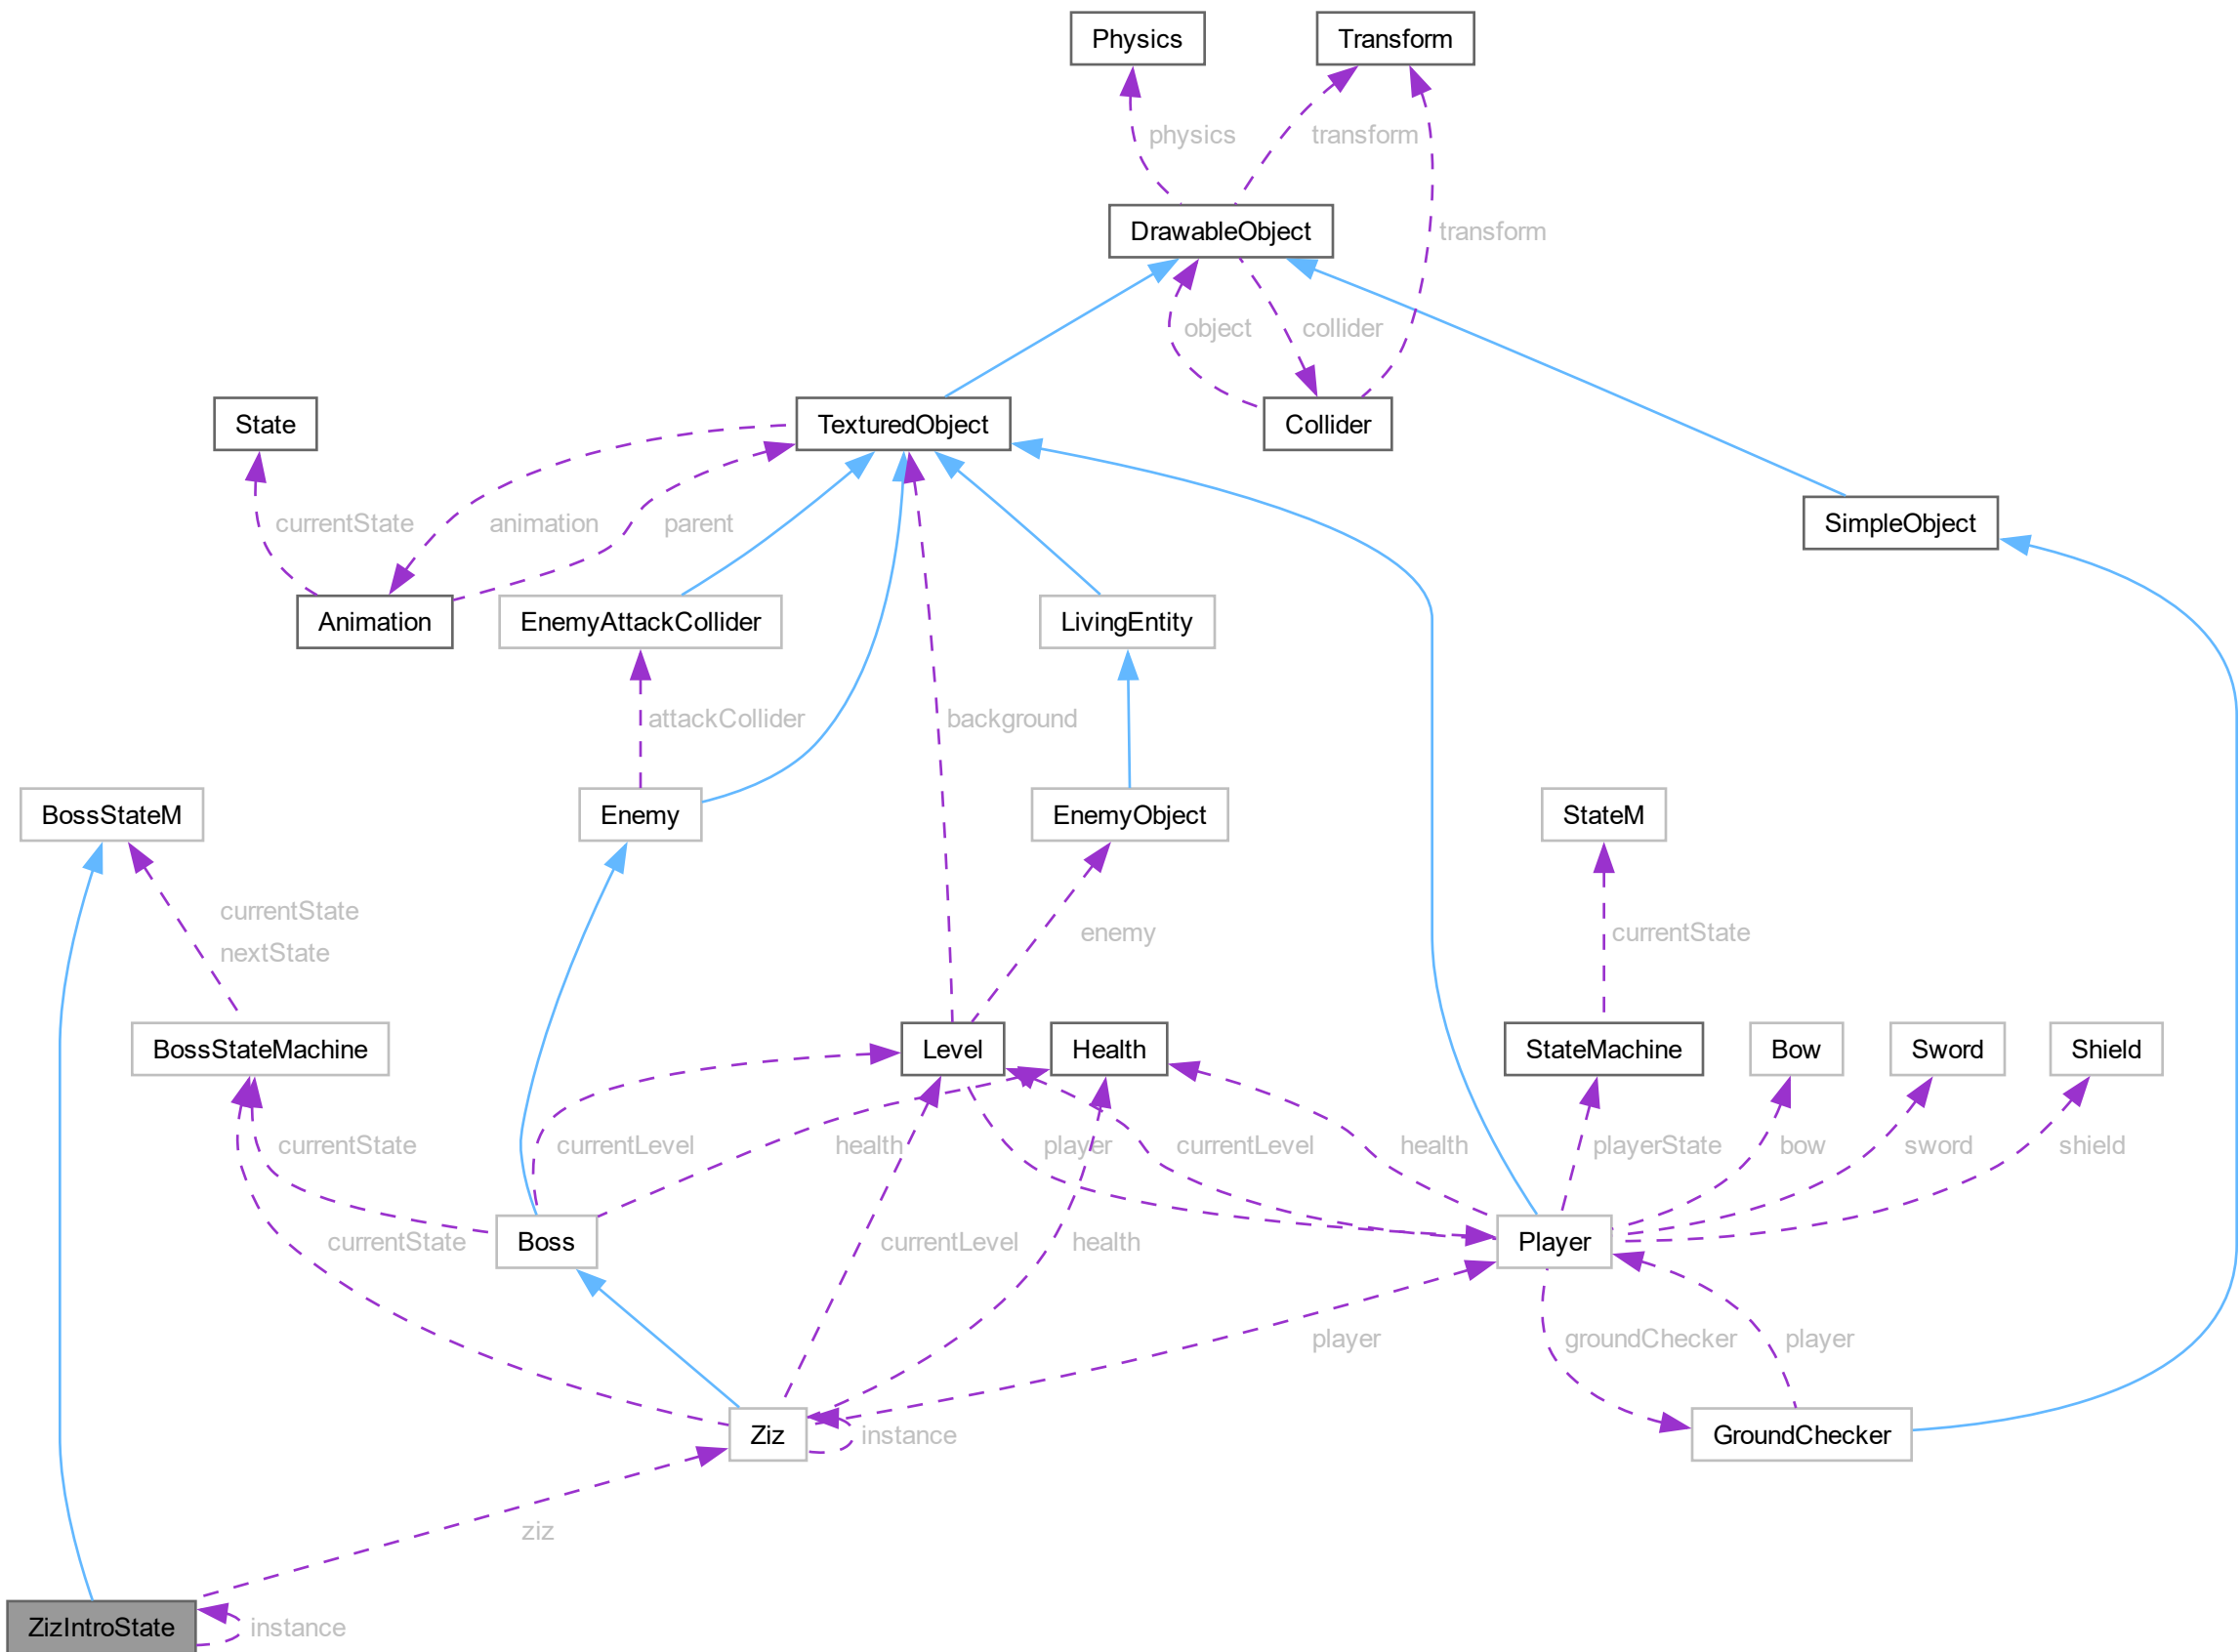 Physics
Transform
physics
transform
DrawableObject
transform
object
collider
State
TexturedObject
Collider
currentState
animation
parent
SimpleObject
Animation
EnemyAttackCollider
LivingEntity
attackCollider
background
BossStateM
Enemy
EnemyObject
StateM
currentState
nextState
enemy
currentState
BossStateMachine
Level
Health
StateMachine
Bow
Sword
Shield
currentState
currentLevel
health
player
currentLevel
health
playerState
bow
sword
shield
currentState
Boss
currentLevel
health
Player
player
groundChecker
player
Ziz
instance
GroundChecker
ziz
ZizIntroState
instance